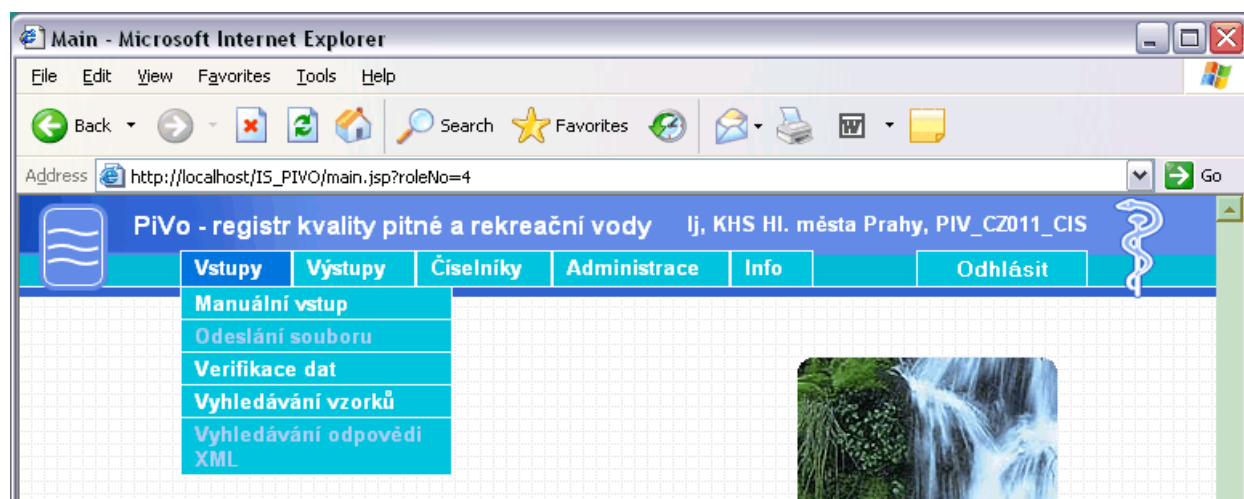 Main - Microsoft Internet Explorer
File Edit View Favorites Tools Help
Back Search Favorites
Address http://localhost/IS_PIVO/main.jsp?roleNo=4 Go
PiVo - registr kvality pitné a rekreační vody lj, KHS Hl. města Prahy, PIV_CZ011_CIS
Vstupy Výstupy Číselníky Administrace Info Odhlásit
Manuální vstup
Odeslání souboru
Verifikace dat
Vyhledávání vzorků
Vyhledávání odpovědi
XML